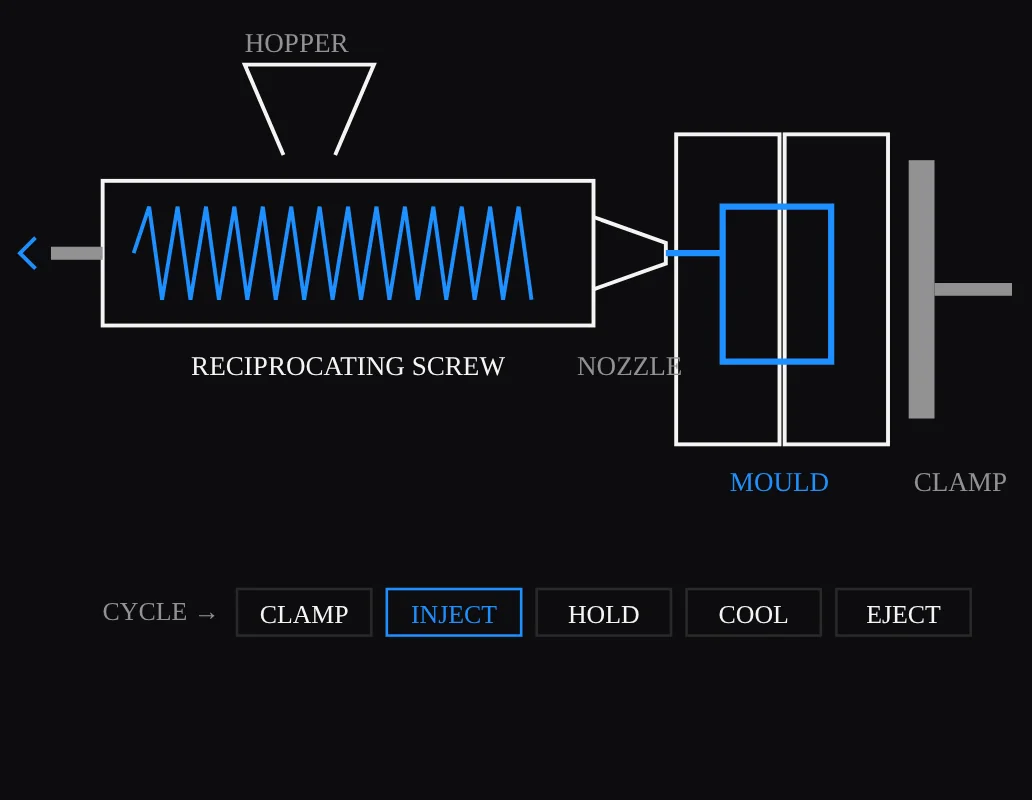 HOPPER
RECIPROCATING SCREW
NOZZLE
MOULD
CLAMP
CYCLE →
CLAMP
INJECT
HOLD
COOL
EJECT